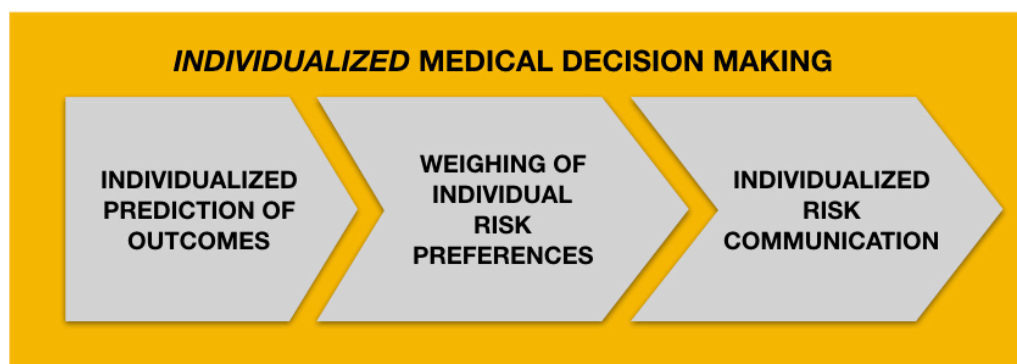 INDIVIDUALIZED MEDICAL DECISION MAKING
INDIVIDUALIZED
PREDICTION OF
OUTCOMES
WEIGHING OF
INDIVIDUAL
RISK
PREFERENCES
INDIVIDUALIZED
RISK
COMMUNICATION